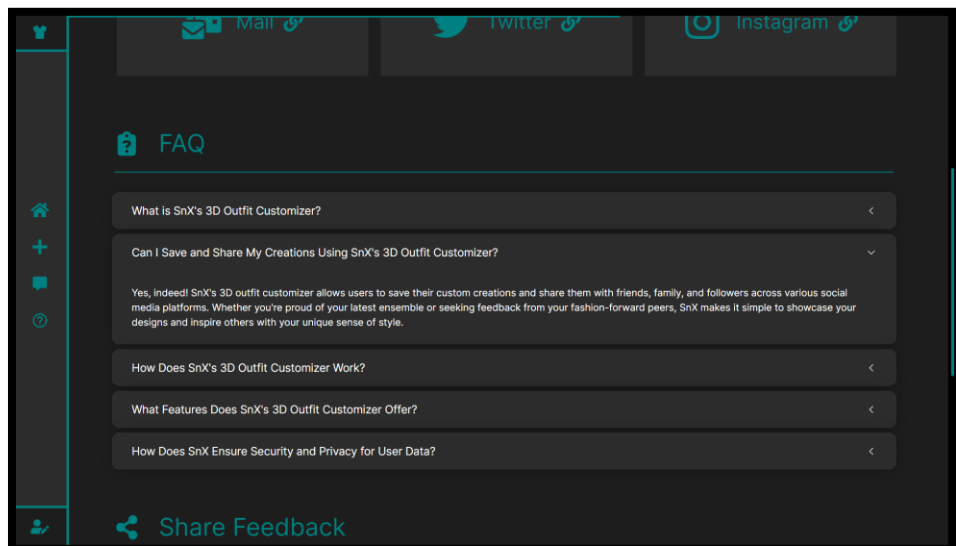 Mail
Twitter
Instagram
FAQ
What is SnX's 3D Outfit Customizer?
Can I Save and Share My Creations Using SnX's 3D Outfit Customizer?
Yes, indeed! SnX's 3D outfit customizer allows users to save their custom creations and share them with friends, family, and followers across various social
media platforms. Whether you're proud of your latest ensemble or seeking feedback from your fashion-forward peers, SnX makes it simple to showcase your
designs and inspire others with your unique sense of style.
How Does SnX's 3D Outfit Customizer Work?
What Features Does SnX's 3D Outfit Customizer Offer?
How Does SnX Ensure Security and Privacy for User Data?
Share Feedback